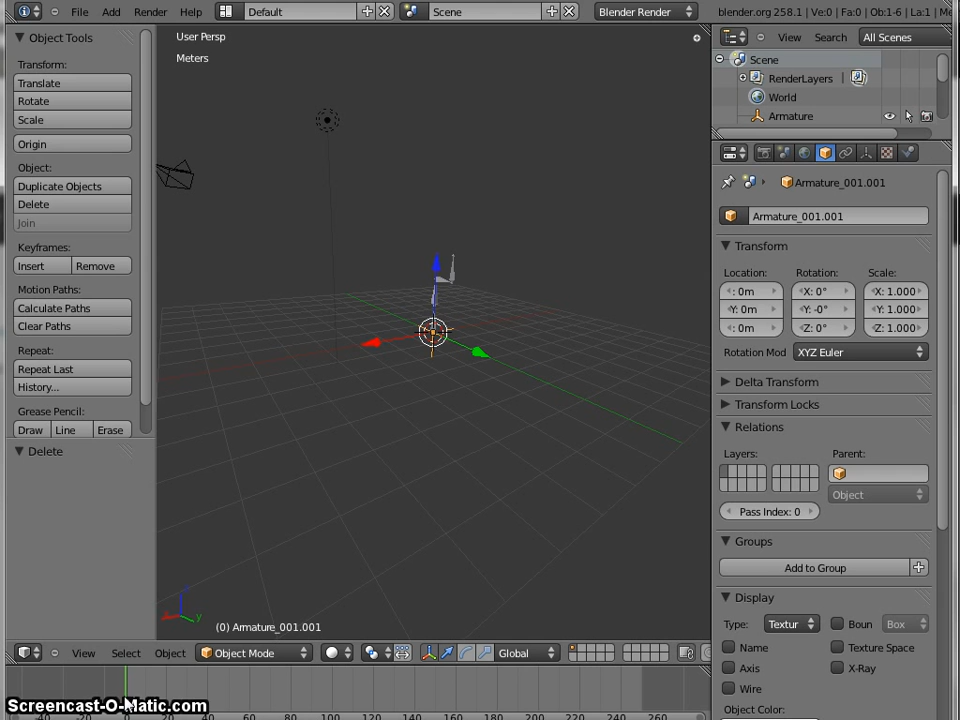 File Add Render Help Default Scene Blender Render blender.org 258.1 | Ve:0 | Fa:0 | Ob:1-6 | La:1 | Me
Object Tools
Transform:
Translate
Rotate
Scale
Origin
Object:
Duplicate Objects
Delete
Join
Keyframes:
Insert Remove
Motion Paths:
Calculate Paths
Clear Paths
Repeat:
Repeat Last
History...
Grease Pencil:
Draw Line Erase
Delete
User Persp
Meters
y
(0) Armature_001.001
View Select Object Object Mode Global
-40 0 20 40 60 80 100 120 140 160 180 200 220 240 260
Screencast-O-Matic.com
View Search All Scenes
Scene
RenderLayers |
World
Armature
Armature_001.001
Armature_001.001
Transform
Location: Rotation: Scale:
: 0m X: 0° X: 1.000
Y: 0m Y: -0° Y: 1.000
: 0m Z: 0° Z: 1.000
Rotation Mod XYZ Euler
Delta Transform
Transform Locks
Relations
Layers: Parent:
Object
Pass Index: 0
Groups
Add to Group
Display
Type: Textur Boun Box
Name Texture Space
Axis X-Ray
Wire
Object Color: